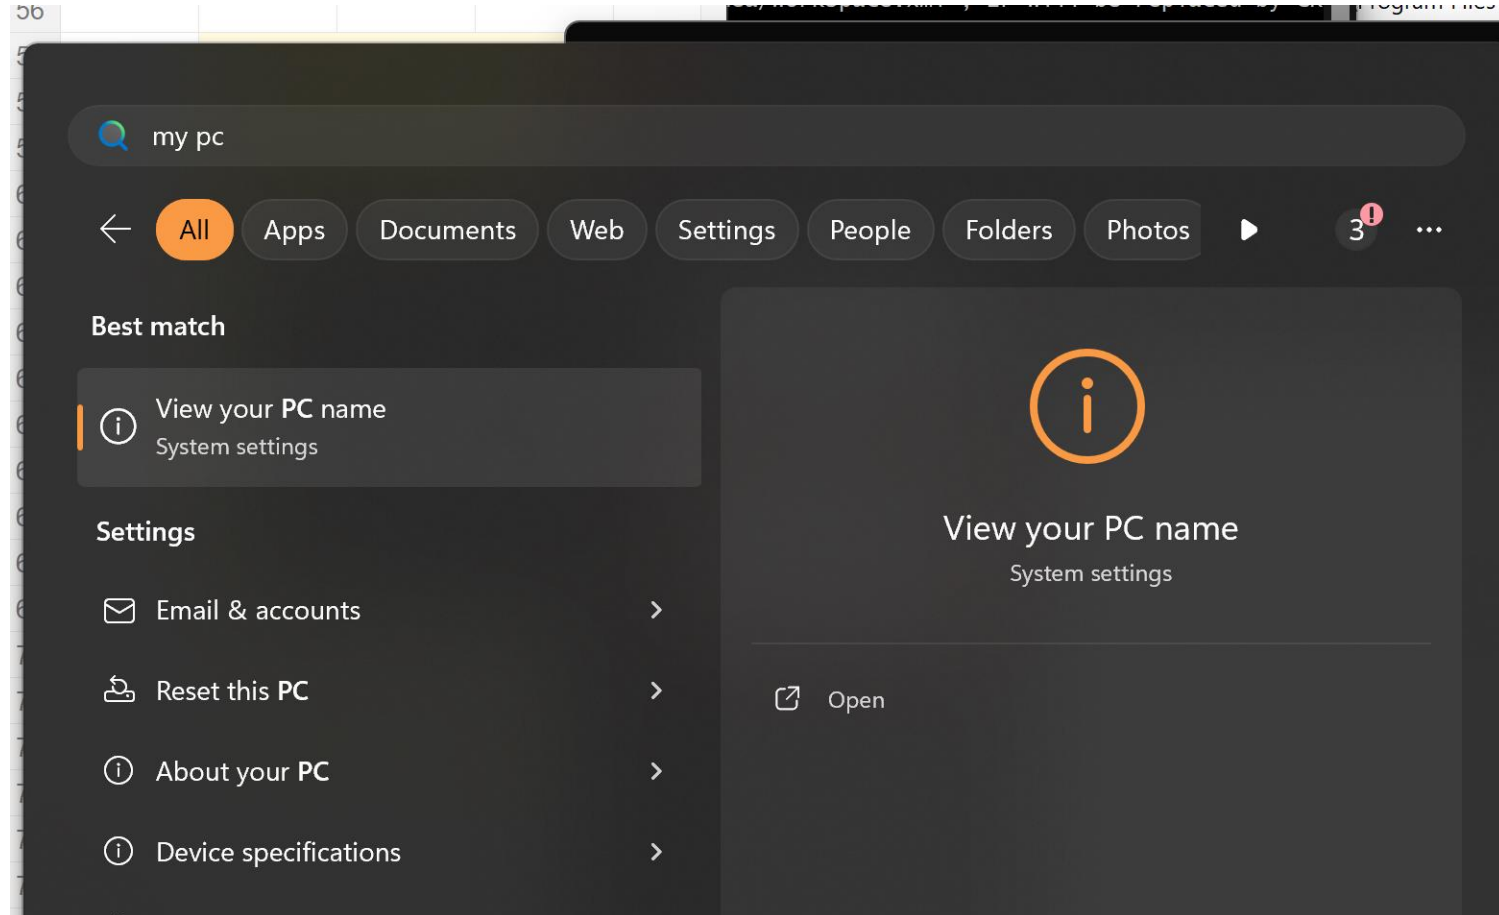 56
my pc
All Apps Documents Web Settings People Folders Photos 3 ! ...
Best match
View your PC name
System settings
Settings
Email & accounts
Reset this PC
About your PC
Device specifications
View your PC name
System settings
Open